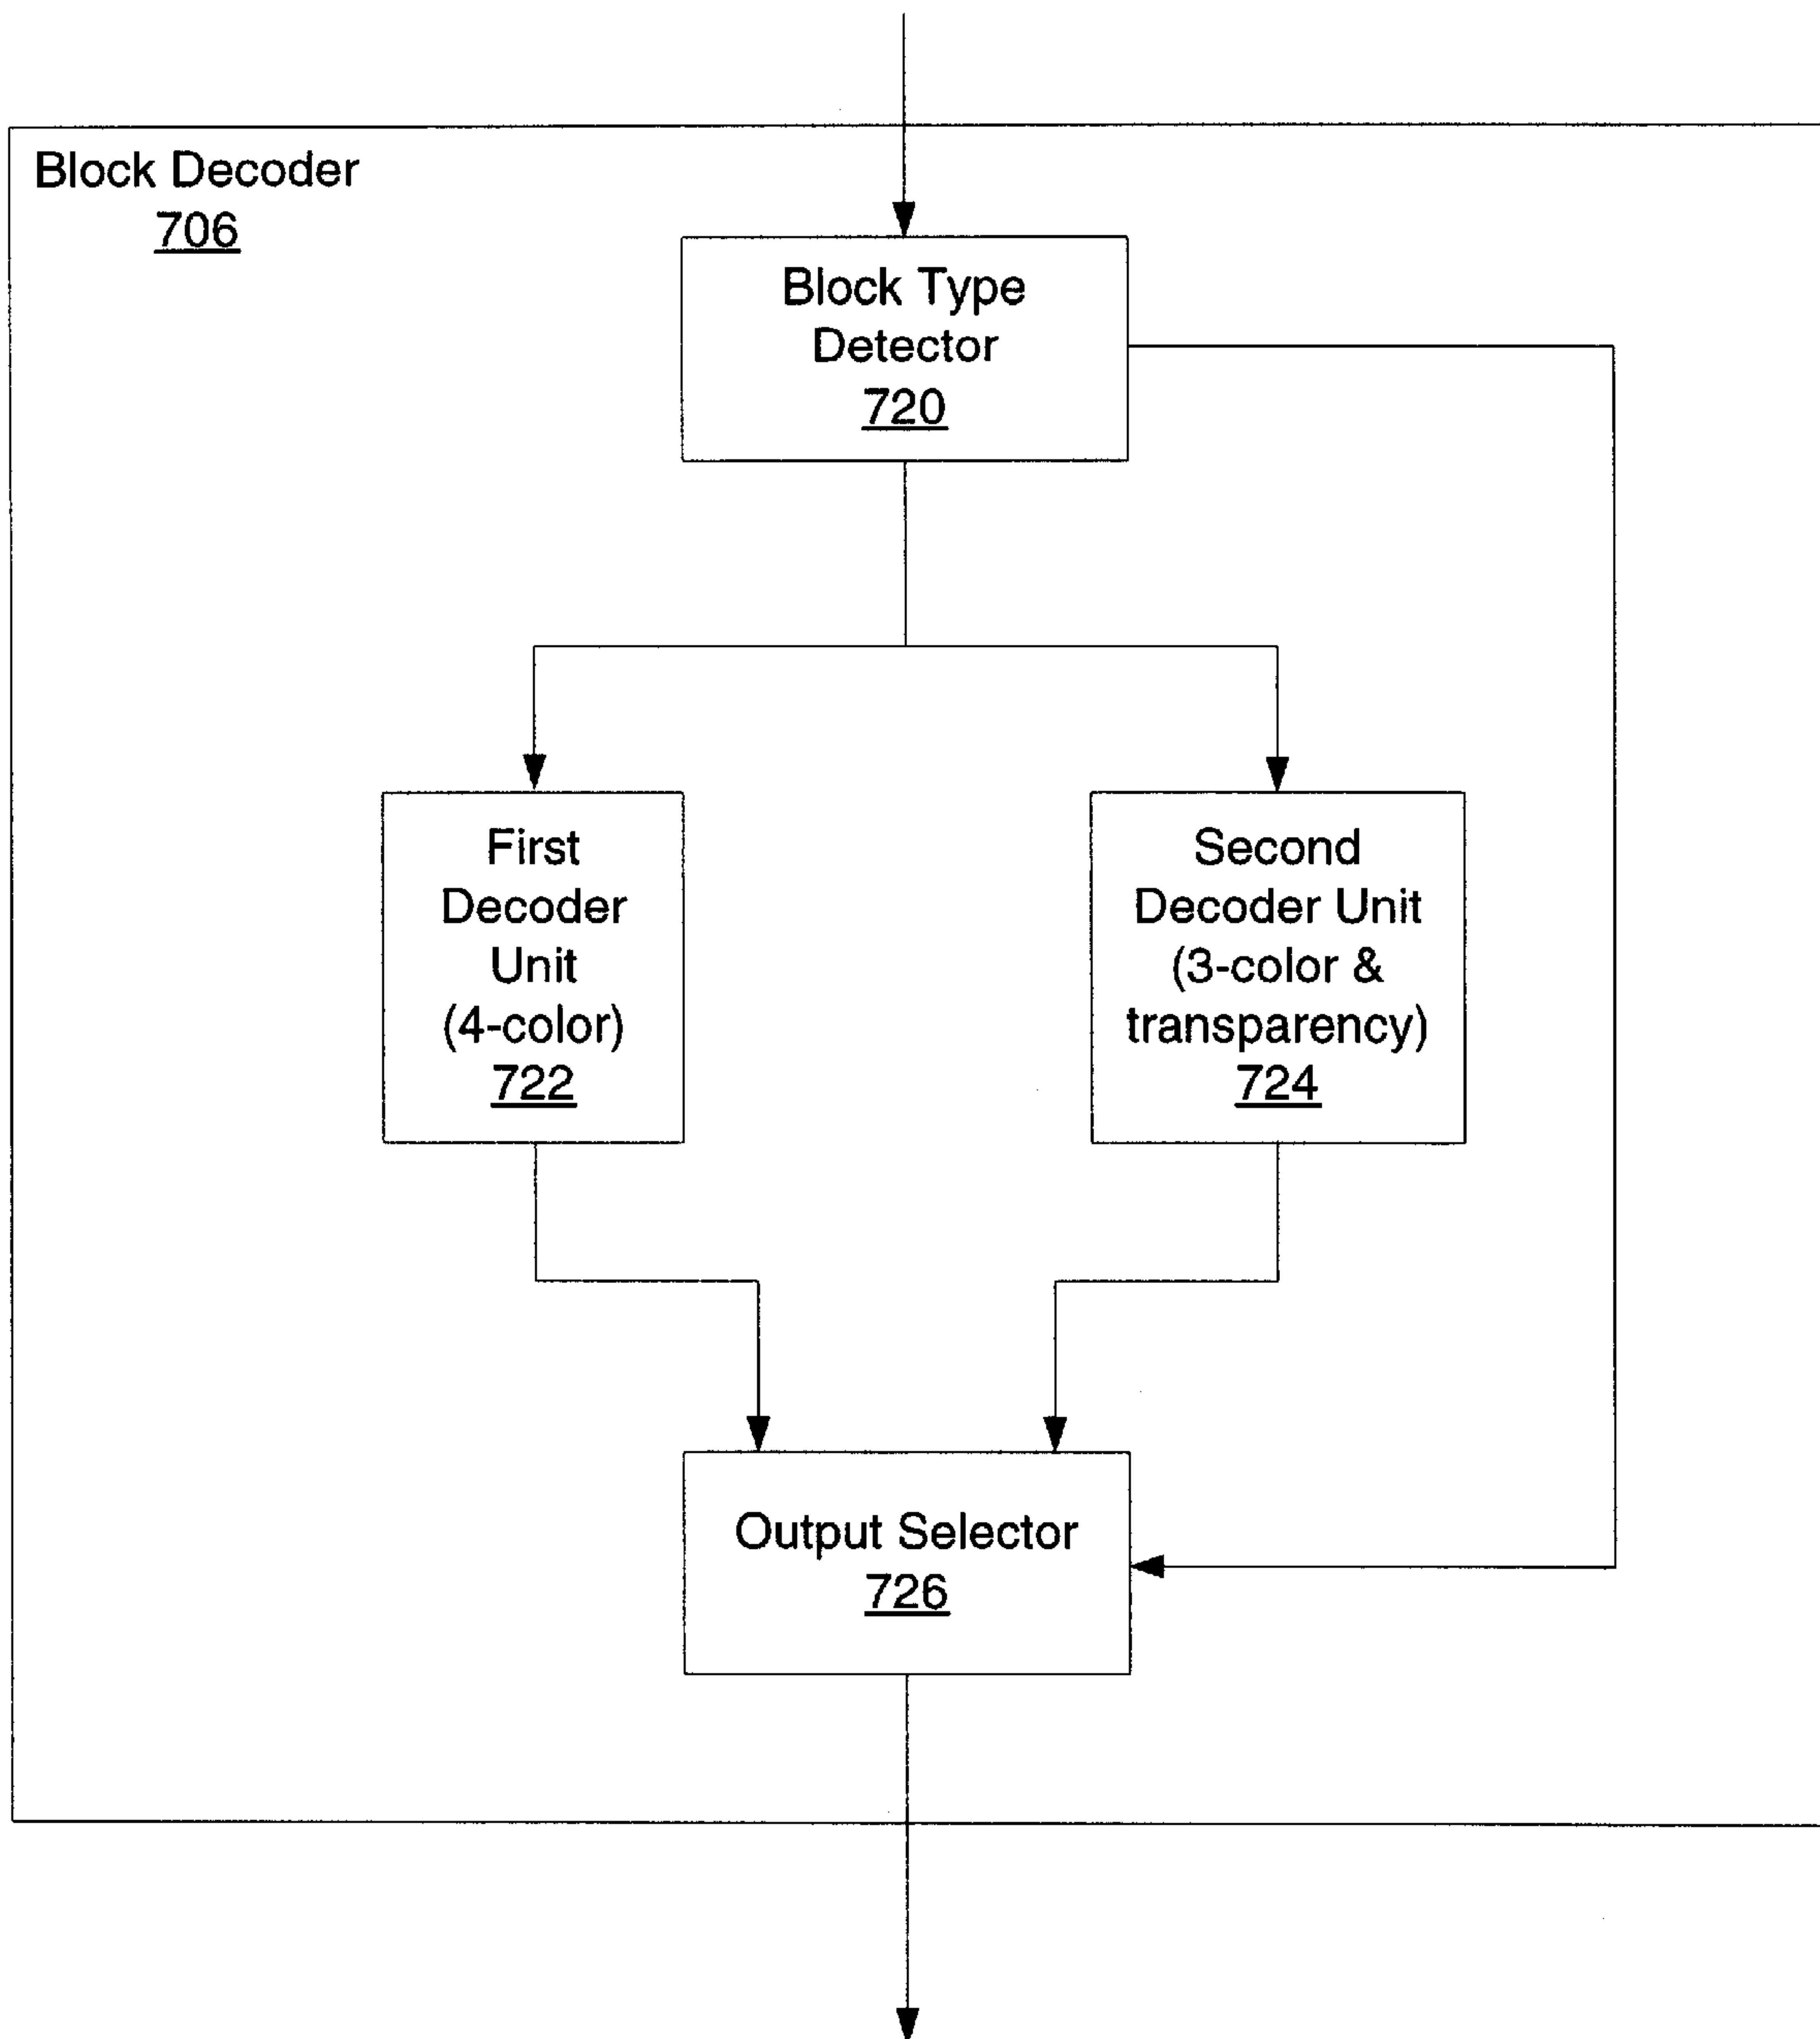 Block Decoder
706
Block Type
Detector
720
First
Decoder
Unit
(4-color)
722
Second
Decoder Unit
(3-color &
transparency)
724
Output Selector
726